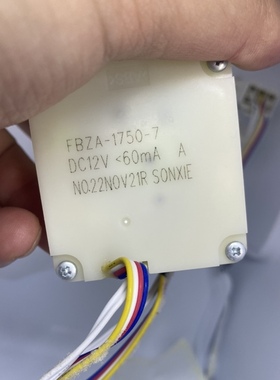 FBZA-1750-7
DC12V <60mA A
NO.22NOV21R SONXIE